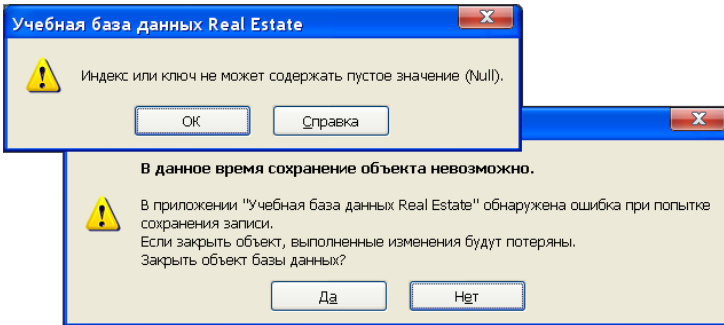 Учебная база данных Real Estate
Индекс или ключ не может содержать пустое значение (Null).
ОК
Справка
В данное время сохранение объекта невозможно.
В приложении "Учебная база данных Real Estate" обнаружена ошибка при попытке
сохранения записи.
Если закрыть объект, выполненные изменения будут потеряны.
Закрыть объект базы данных?
Да
Нет